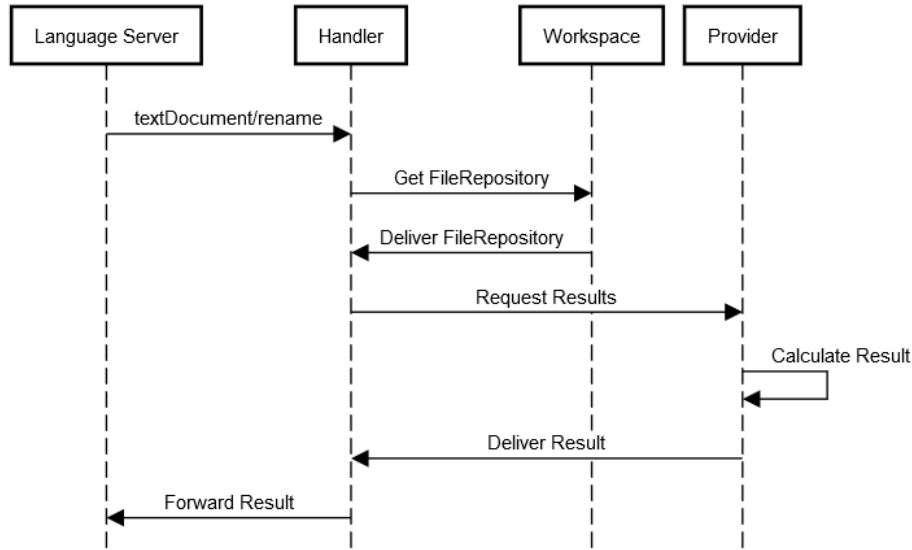 Language Server
Handler
Workspace
Provider
textDocument/rename
Get FileRepository
Deliver FileRepository
Request Results
Calculate Result
Deliver Result
Forward Result